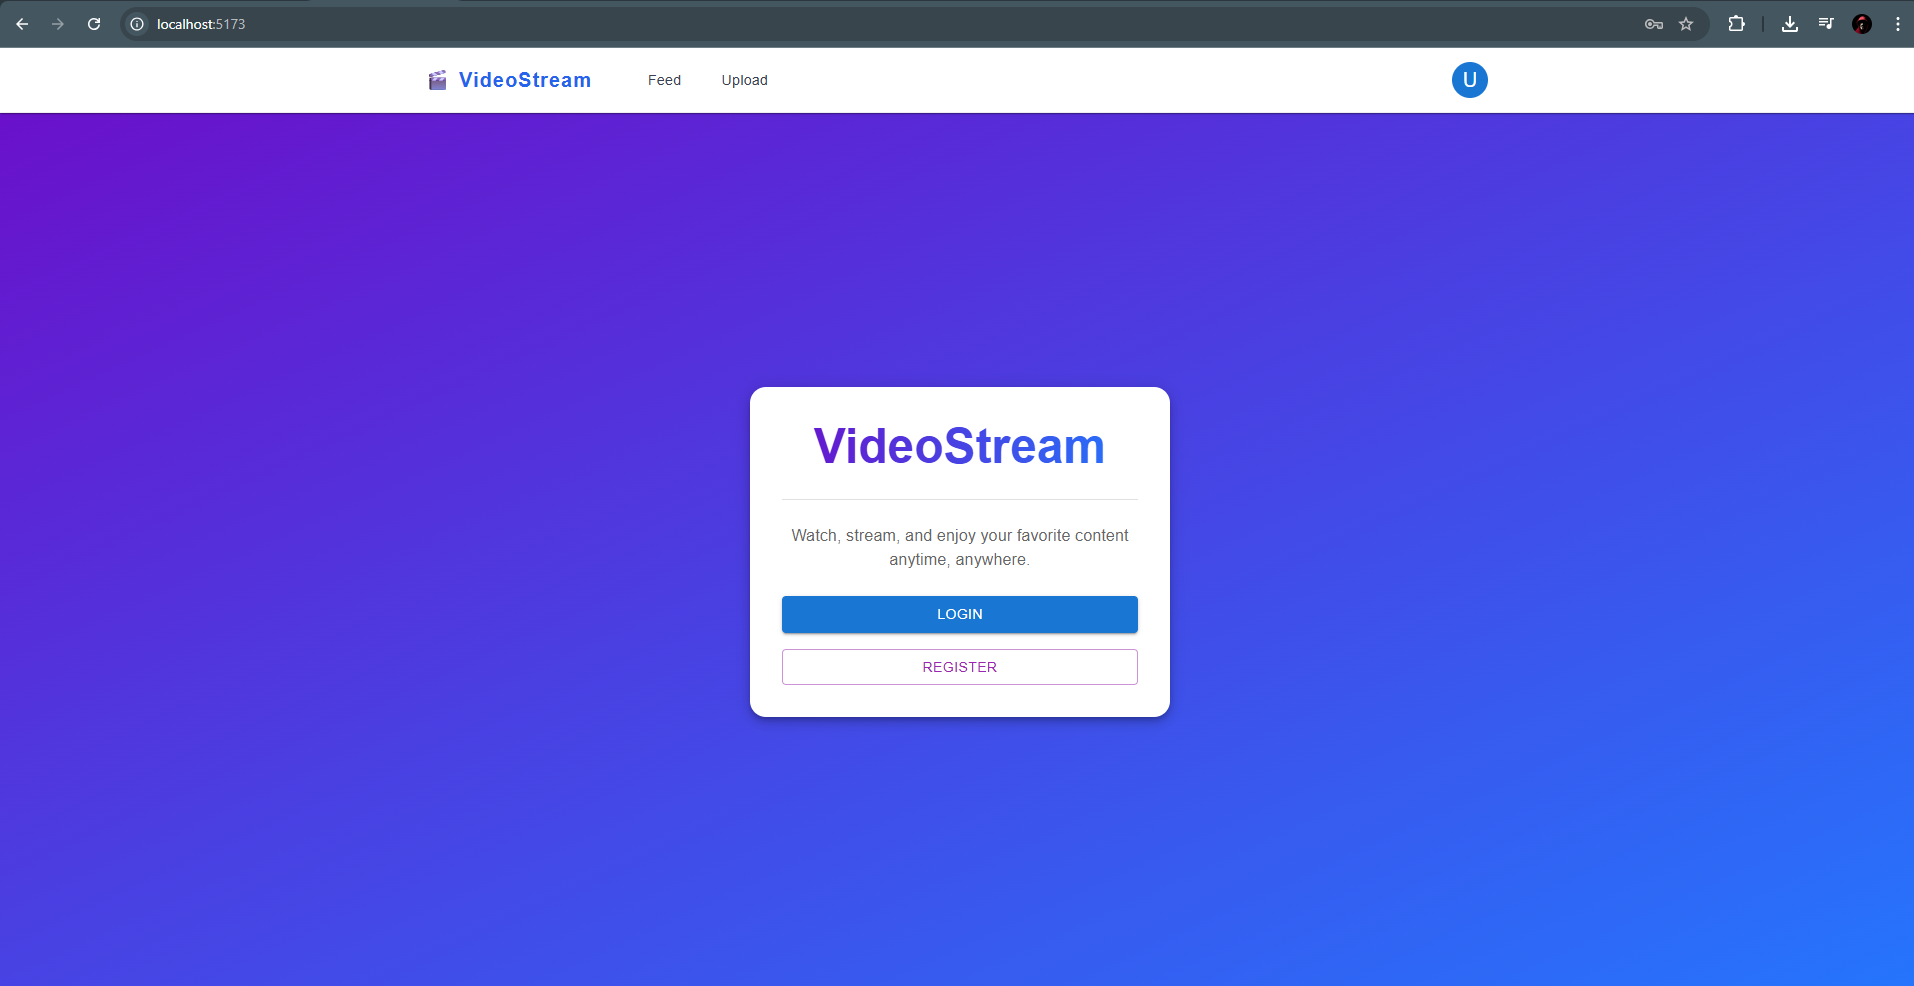 localhost:5173
VideoStream
Feed
Upload
U
VideoStream
Watch, stream, and enjoy your favorite content
anytime, anywhere.
LOGIN
REGISTER